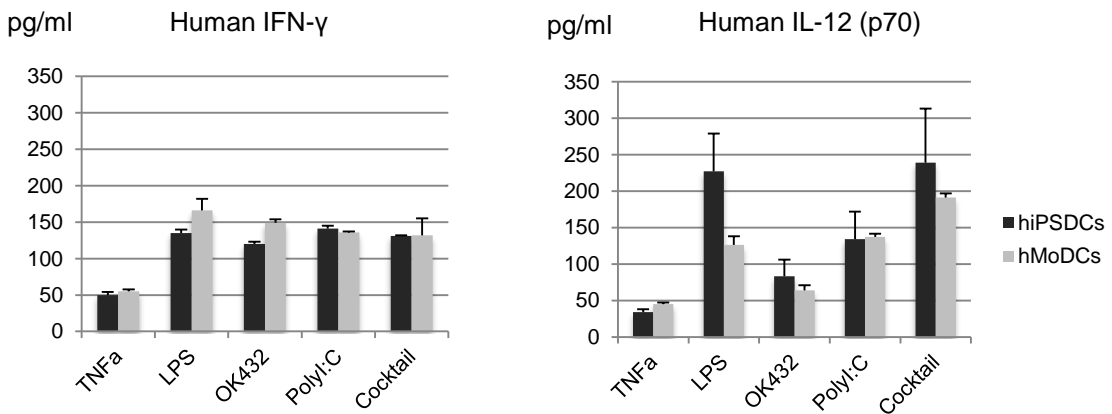 pg/ml
Human IFN-γ
350
300
250
200
150
100
50
0
TNFa
LPS
OK432
PolyI:C
Cocktail
pg/ml
Human IL-12 (p70)
350
300
250
200
150
100
50
0
TNFa
LPS
OK432
PolyI:C
Cocktail
hiPSDCs
hMoDCs